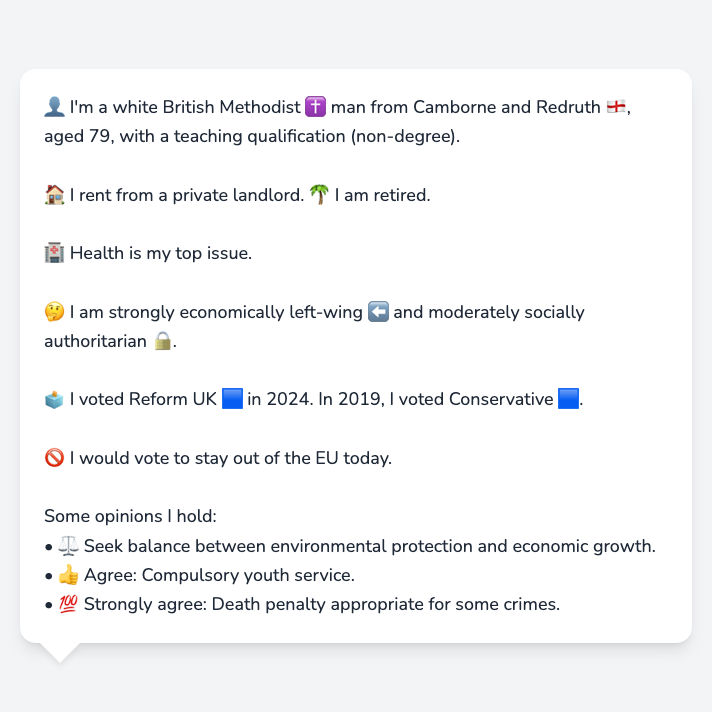 👤 I'm a white British Methodist ✝️ man from Camborne and Redruth 🏴󠁧󠁢󠁥󠁮󠁧󠁿,
aged 79, with a teaching qualification (non-degree).
🏠 I rent from a private landlord. 🌴 I am retired.
🏥 Health is my top issue.
🤔 I am strongly economically left-wing ⬅️ and moderately socially
authoritarian 🔒.
🗳️ I voted Reform UK 🟦 in 2024. In 2019, I voted Conservative 🟦.
🚫 I would vote to stay out of the EU today.
Some opinions I hold:
• ⚖️ Seek balance between environmental protection and economic growth.
• 👍 Agree: Compulsory youth service.
• 💯 Strongly agree: Death penalty appropriate for some crimes.